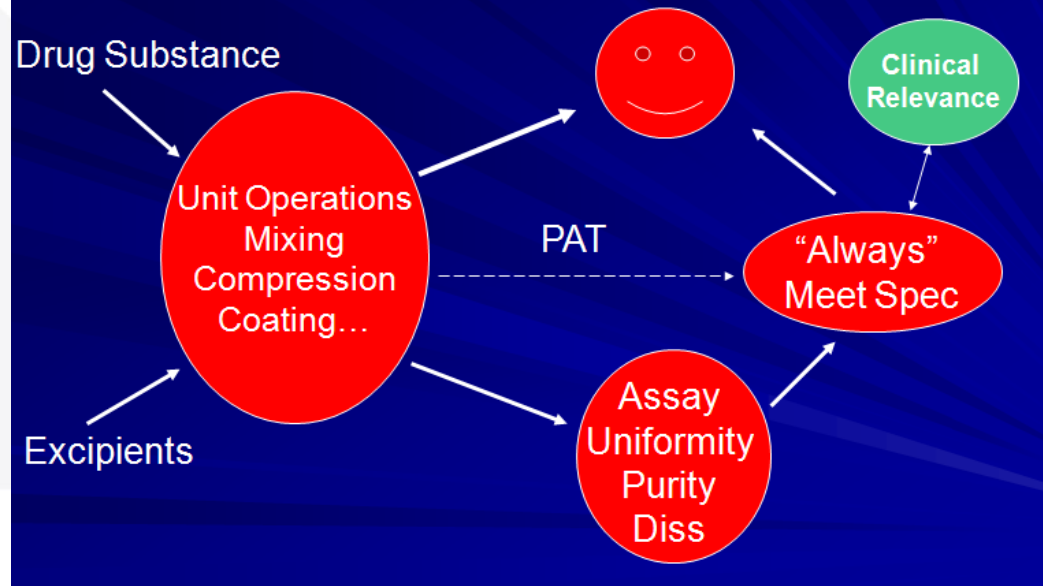 Drug Substance
Clinical
Relevance
Unit Operations
Mixing
Compression
Coating…
PAT
“Always”
Meet Spec
Excipients
Assay
Uniformity
Purity
Diss